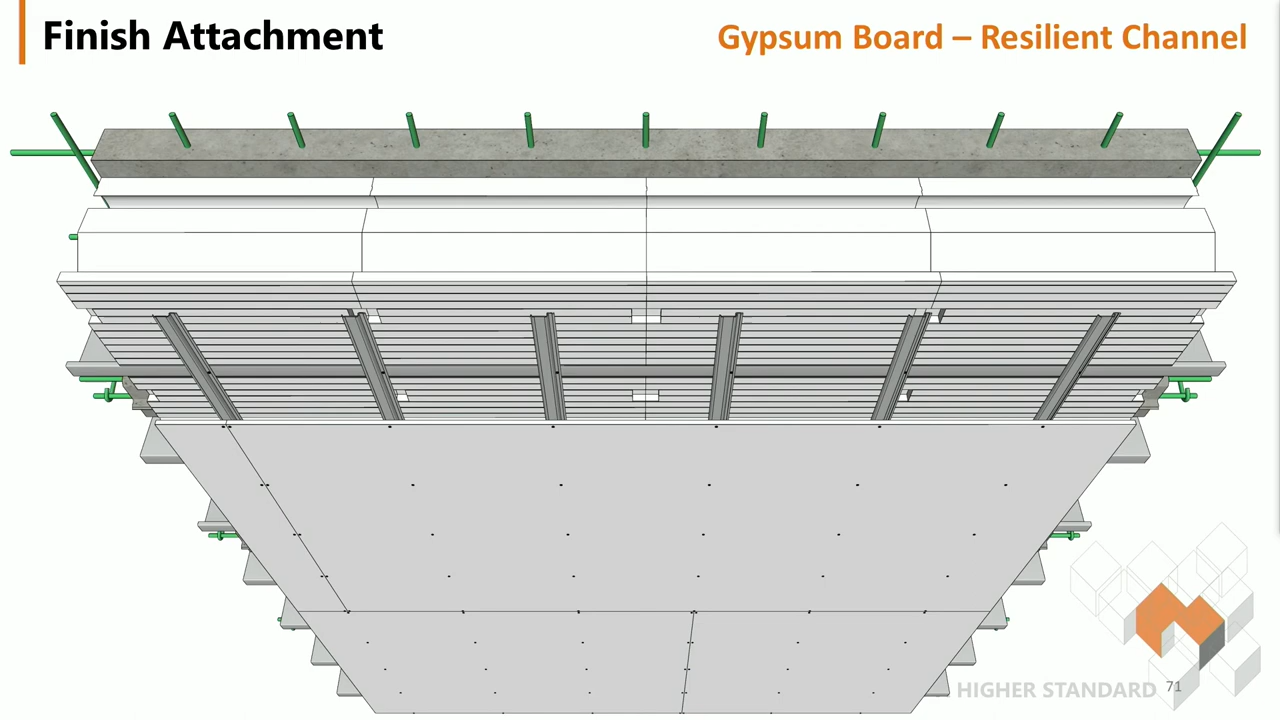 Finish Attachment
Gypsum Board – Resilient Channel
HIGHER STANDARD
71